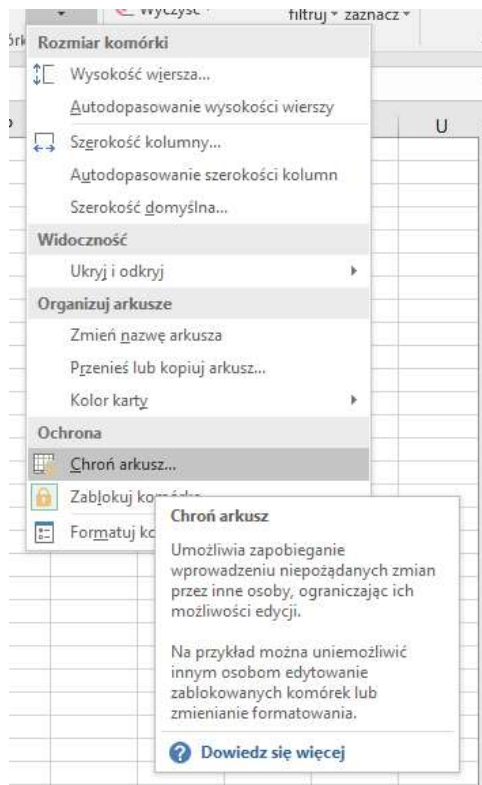 Wyczyść
filtruj zaznacz
Rozmiar komórki
Wysokość wiersza...
Autodopasowanie wysokości wierszy
U
Szerokość kolumny...
Autodopasowanie szerokości kolumn
Szerokość domyślna...
Widoczność
Ukryj i odkryj
Organizuj arkusze
Zmień nazwę arkusza
Przenieś lub kopiuj arkusz...
Kolor karty
Ochrona
Chroń arkusz...
Zablokuj komórkę
Formatuj ko
Chroń arkusz
Umożliwia zapobieganie
wprowadzeniu niepożądanych zmian
przez inne osoby, ograniczając ich
możliwości edycji.
Na przykład można uniemożliwić
innym osobom edytowanie
zablokowanych komórek lub
zmienianie formatowania.
Dowiedz się więcej